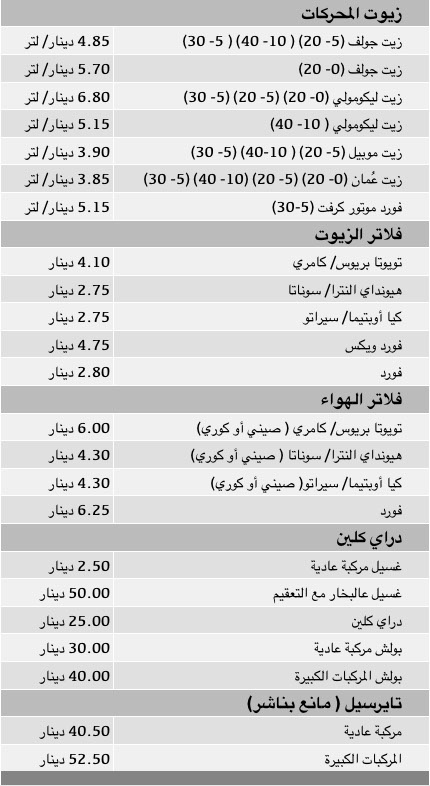 زيوت المحركات
زيت جولف (5- 20) ( 10- 40) ( 5 -30) 4.85 دينار/ لتر
زيت جولف (0- 20) 5.70 دينار/ لتر
زيت ليكومولي (0- 20) (5- 20) (5- 30) 6.80 دينار/ لتر
زيت ليكومولي ( 10- 40) 5.15 دينار/ لتر
زيت موبيل (5- 20) ( 10-40) (5- 30) 3.90 دينار/ لتر
زيت عُمان (0- 20) (5- 20) (10- 40) (5- 30) 3.85 دينار/ لتر
فورد موتور كرفت (5-30) 5.15 دينار/ لتر
فلاتر الزيوت
تويوتا بريوس/ كامري 4.10 دينار
هيونداي النترا/ سوناتا 2.75 دينار
كيا أوبتيما/ سيراتو 2.75 دينار
فورد ويكس 4.75 دينار
فورد 2.80 دينار
فلاتر الهواء
تويوتا بريوس/ كامري ( صيني أو كوري) 6.00 دينار
هيونداي النترا/ سوناتا ( صيني أو كوري) 4.30 دينار
كيا أوبتيما/ سيراتو( صيني أو كوري) 4.30 دينار
فورد 6.25 دينار
دراي كلين
غسيل مركبة عادية 2.50 دينار
غسيل عالبخار مع التعقيم 50.00 دينار
دراي كلين 25.00 دينار
بولش مركبة عادية 30.00 دينار
بولش المركبات الكبيرة 40.00 دينار
تايرسيل ( مانع بناشر)
مركبة عادية 40.50 دينار
المركبات الكبيرة 52.50 دينار